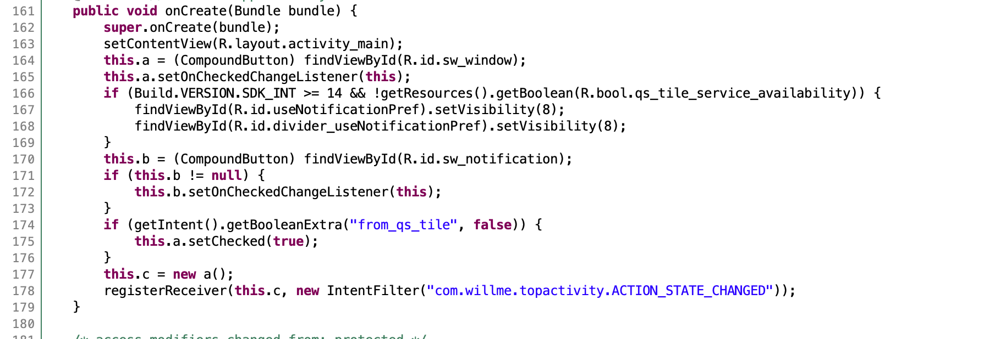 161 public void onCreate(Bundle bundle) {
162 super.onCreate(bundle);
163 setContentView(R.layout.activity_main);
164 this.a = (CompoundButton) findViewById(R.id.sw_window);
165 this.a.setOnCheckedChangeListener(this);
166 if (Build.VERSION.SDK_INT >= 14 && !getResources().getBoolean(R.bool.qs_tile_service_availability)) {
167 findViewById(R.id.useNotificationPref).setVisibility(8);
168 findViewById(R.id.divider_useNotificationPref).setVisibility(8);
169 }
170 this.b = (CompoundButton) findViewById(R.id.sw_notification);
171 if (this.b != null) {
172 this.b.setOnCheckedChangeListener(this);
173 }
174 if (getIntent().getBooleanExtra("from_qs_tile", false)) {
175 this.a.setChecked(true);
176 }
177 this.c = new a();
178 registerReceiver(this.c, new IntentFilter("com.willme.topactivity.ACTION_STATE_CHANGED"));
179 }
180
181 /* access modifiers changed from: protected */